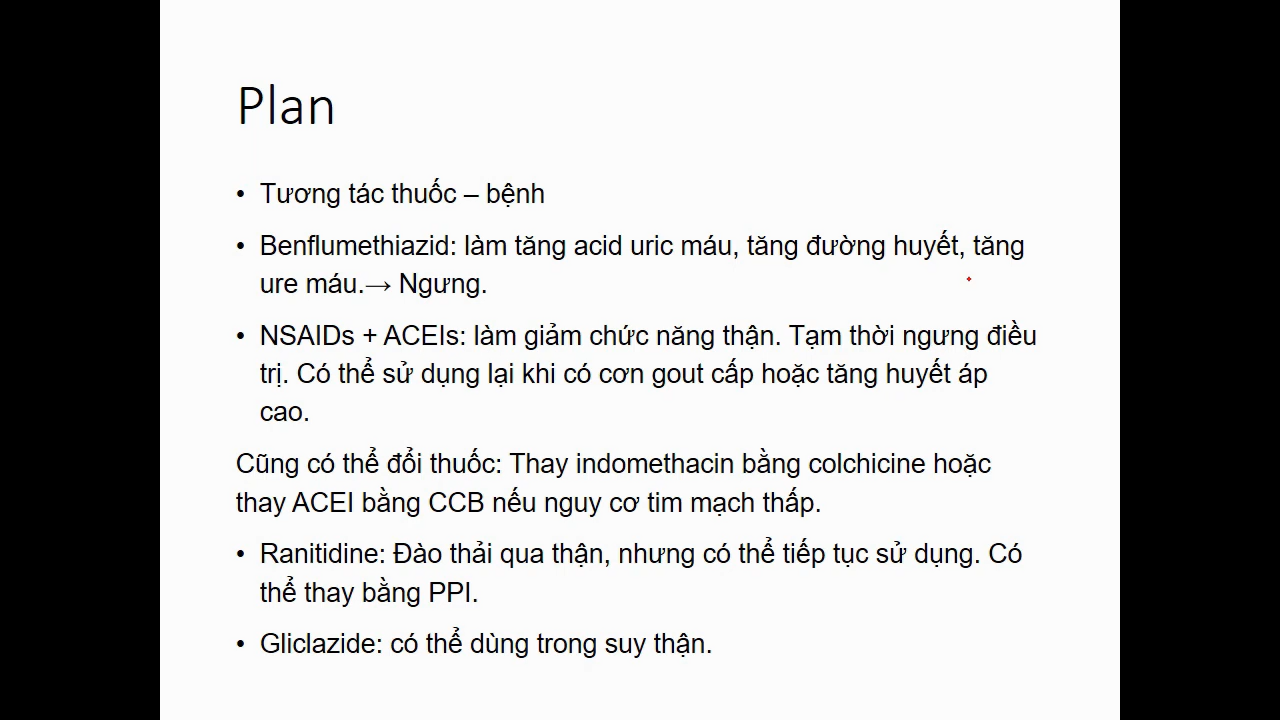 Plan
• Tương tác thuốc – bệnh
• Benflumethiazid: làm tăng acid uric máu, tăng đường huyết, tăng
ure máu.→ Ngưng.
• NSAIDs + ACEIs: làm giảm chức năng thận. Tạm thời ngưng điều
trị. Có thể sử dụng lại khi có cơn gout cấp hoặc tăng huyết áp
cao.
Cũng có thể đổi thuốc: Thay indomethacin bằng colchicine hoặc
thay ACEI bằng CCB nếu nguy cơ tim mạch thấp.
• Ranitidine: Đào thải qua thận, nhưng có thể tiếp tục sử dụng. Có
thể thay bằng PPI.
• Gliclazide: có thể dùng trong suy thận.